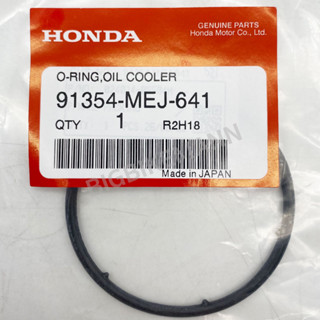 HONDA
GENUINE PARTS
Honda Motor Co., Ltd.
O-RING,OIL COOLER
91354-MEJ-641
QTY 1 R2H18
Made in JAPAN